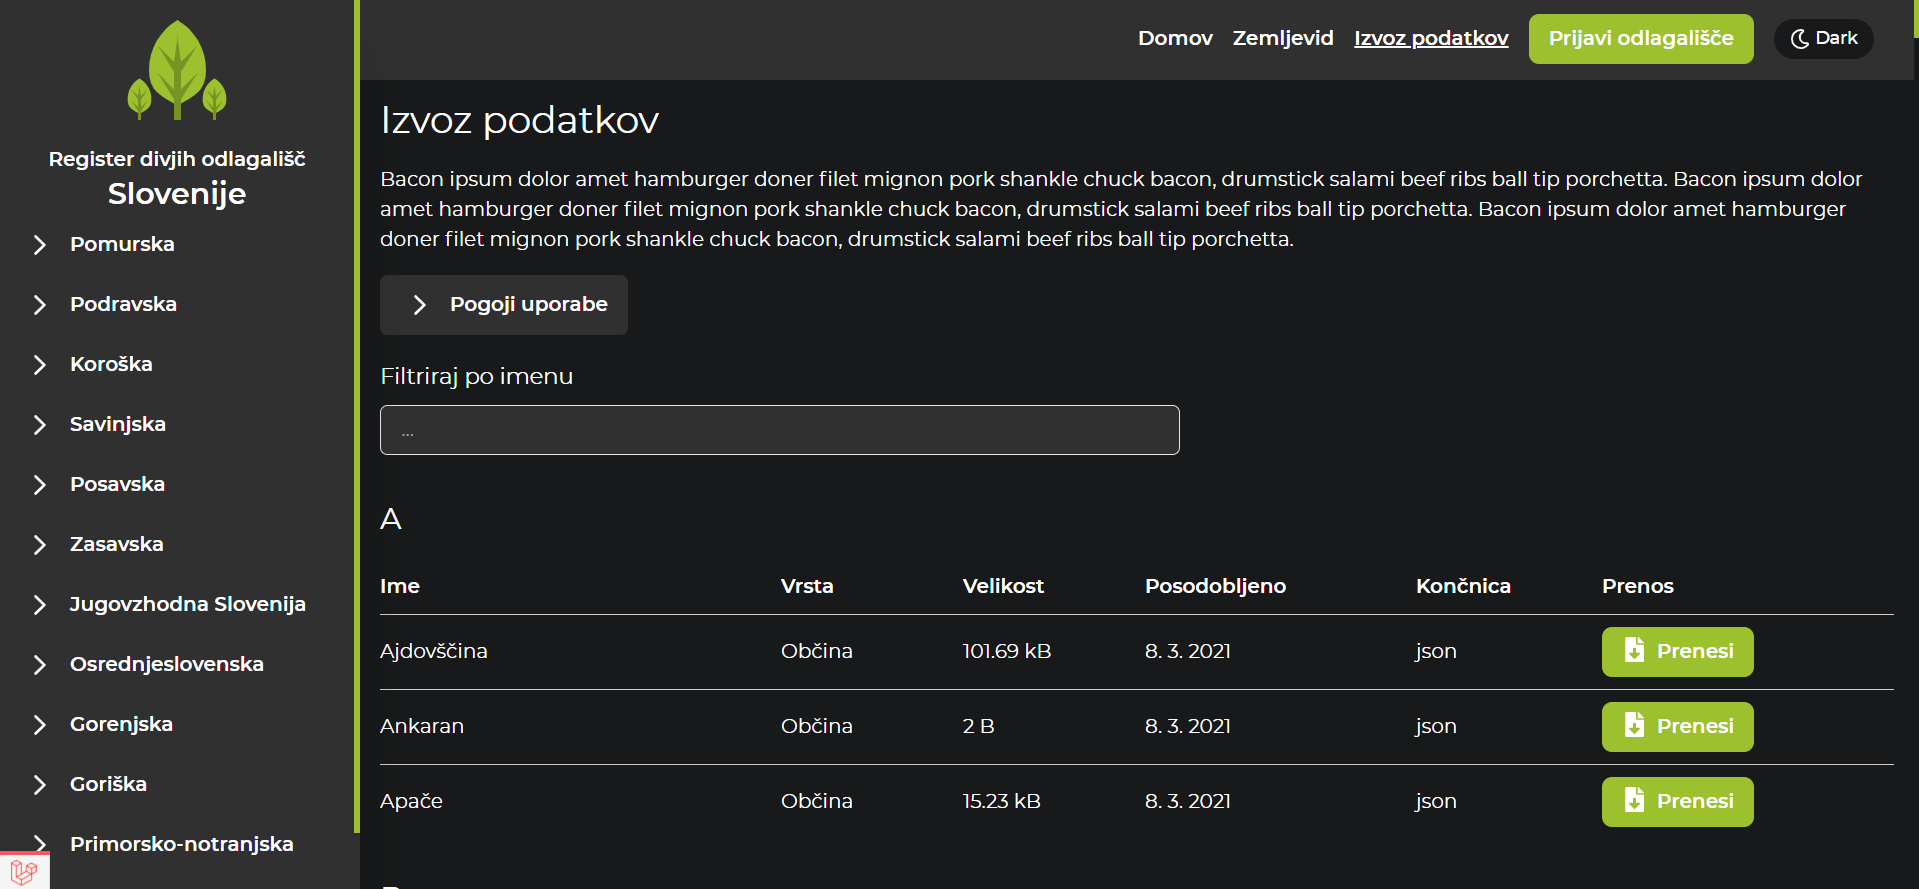 Register divjih odlagališč
Slovenije
Pomurska
Podravska
Koroška
Savinjska
Posavska
Zasavska
Jugovzhodna Slovenija
Osrednjeslovenska
Gorenjska
Goriška
Primorsko-notranjska
Domov Zemljevid Izvoz podatkov Prijavi odlagališče Dark
Izvoz podatkov
Bacon ipsum dolor amet hamburger doner filet mignon pork shankle chuck bacon, drumstick salami beef ribs ball tip porchetta. Bacon ipsum dolor
amet hamburger doner filet mignon pork shankle chuck bacon, drumstick salami beef ribs ball tip porchetta. Bacon ipsum dolor amet hamburger
doner filet mignon pork shankle chuck bacon, drumstick salami beef ribs ball tip porchetta.
Pogoji uporabe
Filtriraj po imenu
...
A
Ime Vrsta Velikost Posodobljeno Končnica Prenos
Ajdovščina Občina 101.69 kB 8. 3. 2021 json Prenesi
Ankaran Občina 2 B 8. 3. 2021 json Prenesi
Apače Občina 15.23 kB 8. 3. 2021 json Prenesi